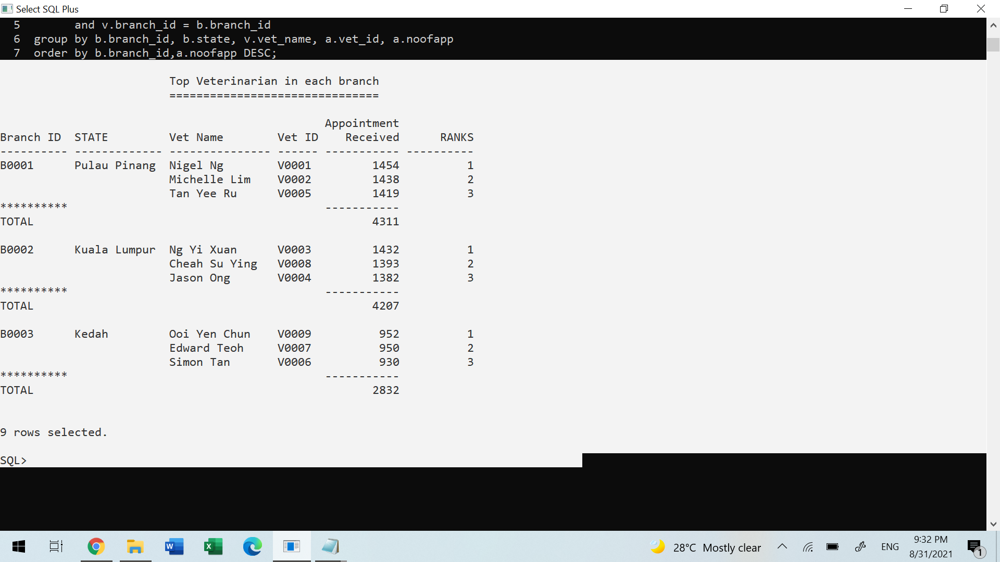 Select SQL Plus
5        and v.branch_id = b.branch_id
6  group by b.branch_id, b.state, v.vet_name, a.vet_id, a.noofapp
7  order by b.branch_id,a.noofapp DESC;
Top Veterinarian in each branch
===============================
Appointment
Branch ID  STATE         Vet Name        Vet ID    Received      RANKS
---------- ------------- --------------- ------ ----------- ----------
B0001      Pulau Pinang  Nigel Ng        V0001         1454          1
Michelle Lim    V0002         1438          2
Tan Yee Ru      V0005         1419          3
**********                                      -----------
TOTAL                                                  4311
B0002      Kuala Lumpur  Ng Yi Xuan      V0003         1432          1
Cheah Su Ying   V0008         1393          2
Jason Ong       V0004         1382          3
**********                                      -----------
TOTAL                                                  4207
B0003      Kedah         Ooi Yen Chun    V0009          952          1
Edward Teoh     V0007          950          2
Simon Tan       V0006          930          3
**********                                      -----------
TOTAL                                                  2832
9 rows selected.
SQL>
W
X
28°C Mostly clear
ENG
9:32 PM
8/31/2021
1